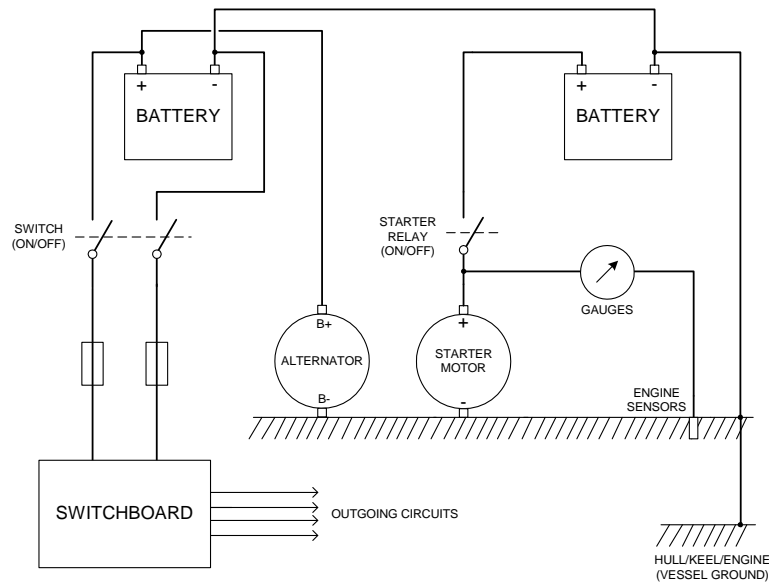 + -
BATTERY
+ -
BATTERY
SWITCH
(ON/OFF)
STARTER
RELAY
(ON/OFF)
GAUGES
B+
ALTERNATOR
B-
+
STARTER
MOTOR
-
ENGINE
SENSORS
SWITCHBOARD
OUTGOING CIRCUITS
HULL/KEEL/ENGINE
(VESSEL GROUND)